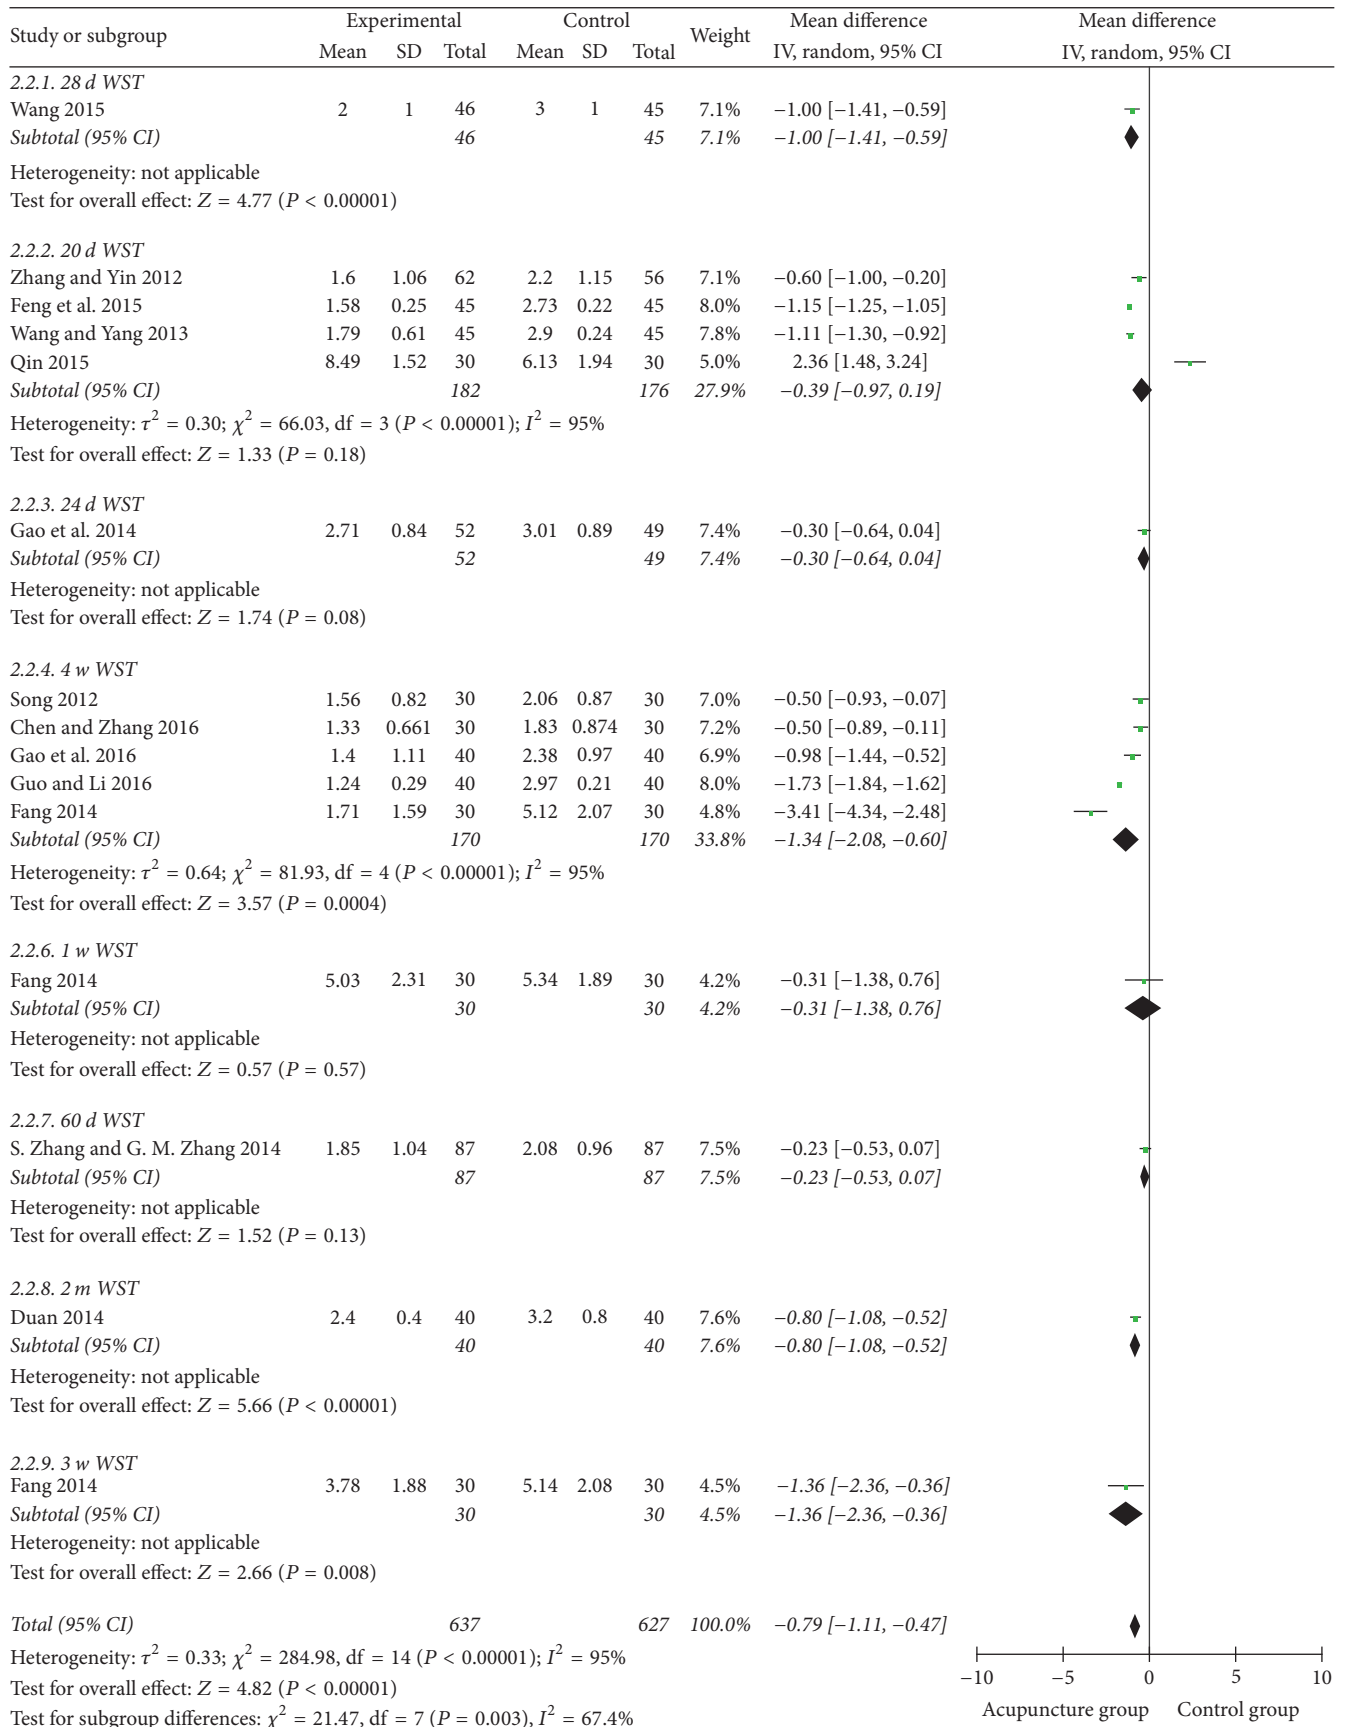 Study or subgroup Experimental Control Weight Mean difference Mean difference
Mean SD Total Mean SD Total IV, random, 95% CI IV, random, 95% CI
2.2.1. 28 d WST
Wang 2015 2 1 46 3 1 45 7.1% −1.00 [−1.41, −0.59]
Subtotal (95% CI) 46 45 7.1% −1.00 [−1.41, −0.59]
Heterogeneity: not applicable
Test for overall effect: Z = 4.77 (P < 0.00001)
2.2.2. 20 d WST
Zhang and Yin 2012 1.6 1.06 62 2.2 1.15 56 7.1% −0.60 [−1.00, −0.20]
Feng et al. 2015 1.58 0.25 45 2.73 0.22 45 8.0% −1.15 [−1.25, −1.05]
Wang and Yang 2013 1.79 0.61 45 2.9 0.24 45 7.8% −1.11 [−1.30, −0.92]
Qin 2015 8.49 1.52 30 6.13 1.94 30 5.0% 2.36 [1.48, 3.24]
Subtotal (95% CI) 182 176 27.9% −0.39 [−0.97, 0.19]
Heterogeneity: τ² = 0.30; χ² = 66.03, df = 3 (P < 0.00001); I² = 95%
Test for overall effect: Z = 1.33 (P = 0.18)
2.2.3. 24 d WST
Gao et al. 2014 2.71 0.84 52 3.01 0.89 49 7.4% −0.30 [−0.64, 0.04]
Subtotal (95% CI) 52 49 7.4% −0.30 [−0.64, 0.04]
Heterogeneity: not applicable
Test for overall effect: Z = 1.74 (P = 0.08)
2.2.4. 4 w WST
Song 2012 1.56 0.82 30 2.06 0.87 30 7.0% −0.50 [−0.93, −0.07]
Chen and Zhang 2016 1.33 0.661 30 1.83 0.874 30 7.2% −0.50 [−0.89, −0.11]
Gao et al. 2016 1.4 1.11 40 2.38 0.97 40 6.9% −0.98 [−1.44, −0.52]
Guo and Li 2016 1.24 0.29 40 2.97 0.21 40 8.0% −1.73 [−1.84, −1.62]
Fang 2014 1.71 1.59 30 5.12 2.07 30 4.8% −3.41 [−4.34, −2.48]
Subtotal (95% CI) 170 170 33.8% −1.34 [−2.08, −0.60]
Heterogeneity: τ² = 0.64; χ² = 81.93, df = 4 (P < 0.00001); I² = 95%
Test for overall effect: Z = 3.57 (P = 0.0004)
2.2.6. 1 w WST
Fang 2014 5.03 2.31 30 5.34 1.89 30 4.2% −0.31 [−1.38, 0.76]
Subtotal (95% CI) 30 30 4.2% −0.31 [−1.38, 0.76]
Heterogeneity: not applicable
Test for overall effect: Z = 0.57 (P = 0.57)
2.2.7. 60 d WST
S. Zhang and G. M. Zhang 2014 1.85 1.04 87 2.08 0.96 87 7.5% −0.23 [−0.53, 0.07]
Subtotal (95% CI) 87 87 7.5% −0.23 [−0.53, 0.07]
Heterogeneity: not applicable
Test for overall effect: Z = 1.52 (P = 0.13)
2.2.8. 2 m WST
Duan 2014 2.4 0.4 40 3.2 0.8 40 7.6% −0.80 [−1.08, −0.52]
Subtotal (95% CI) 40 40 7.6% −0.80 [−1.08, −0.52]
Heterogeneity: not applicable
Test for overall effect: Z = 5.66 (P < 0.00001)
2.2.9. 3 w WST
Fang 2014 3.78 1.88 30 5.14 2.08 30 4.5% −1.36 [−2.36, −0.36]
Subtotal (95% CI) 30 30 4.5% −1.36 [−2.36, −0.36]
Heterogeneity: not applicable
Test for overall effect: Z = 2.66 (P = 0.008)
Total (95% CI) 637 627 100.0% −0.79 [−1.11, −0.47]
Heterogeneity: τ² = 0.33; χ² = 284.98, df = 14 (P < 0.00001); I² = 95%
Test for overall effect: Z = 4.82 (P < 0.00001)
Test for subgroup differences: χ² = 21.47, df = 7 (P = 0.003), I² = 67.4%
−10 −5 0 5 10
Acupuncture group Control group